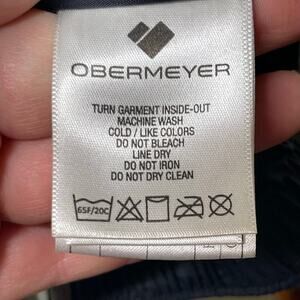 OBERMEYER
TURN GARMENT INSIDE-OUT
MACHINE WASH
COLD / LIKE COLORS
DO NOT BLEACH
LINE DRY
DO NOT IRON
DO NOT DRY CLEAN
65F/20C